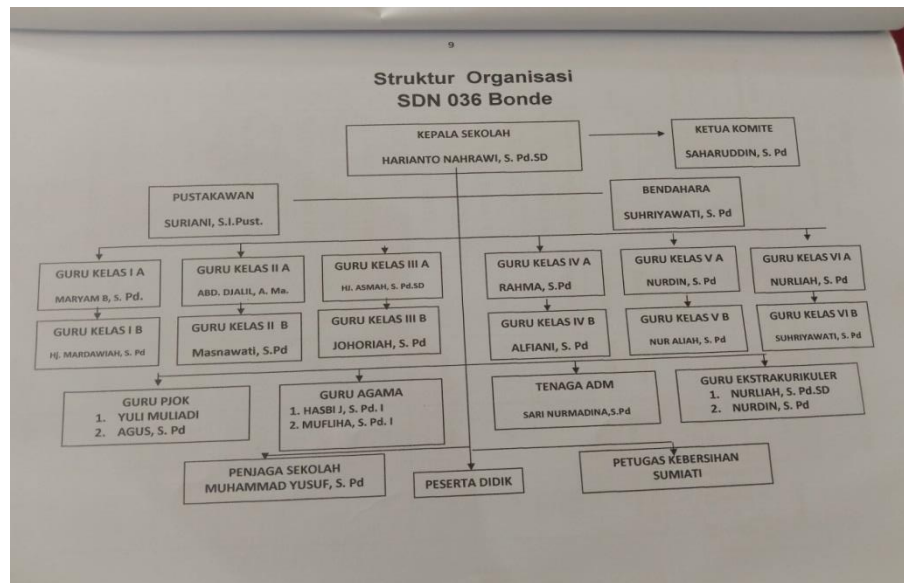 9
Struktur Organisasi
SDN 036 Bonde
KEPALA SEKOLAH
HARIANTO NAHRAWI, S. Pd.SD
KETUA KOMITE
SAHARUDDIN, S. Pd
PUSTAKAWAN
SURIANI, S.I.Pust.
BENDAHARA
SUHRIYAWATI, S. Pd
GURU KELAS I A
MARYAM B, S. Pd.
GURU KELAS II A
ABD. DJALIL, A. Ma.
GURU KELAS III A
HJ. ASMAH, S. Pd.SD
GURU KELAS IV A
RAHMA, S.Pd
GURU KELAS V A
NURDIN, S. Pd
GURU KELAS VI A
NURLIAH, S. Pd
GURU KELAS I B
Hj. MARDAWIAH, S. Pd
GURU KELAS II B
Masnawati, S.Pd
GURU KELAS III B
JOHORIAH, S. Pd
GURU KELAS IV B
ALFIANI, S. Pd
GURU KELAS V B
NUR ALIAH, S. Pd
GURU KELAS VI B
SUHRIYAWATI, S. Pd
GURU PJOK
1. YULI MULIADI
2. AGUS, S. Pd
GURU AGAMA
1. HASBI J, S. Pd. I
2. MUFLIHA, S. Pd. I
TENAGA ADM
SARI NURMADINA,S.Pd
GURU EKSTRAKURIKULER
1. NURLIAH, S. Pd.SD
2. NURDIN, S. Pd
PENJAGA SEKOLAH
MUHAMMAD YUSUF, S. Pd
PESERTA DIDIK
PETUGAS KEBERSIHAN
SUMIATI